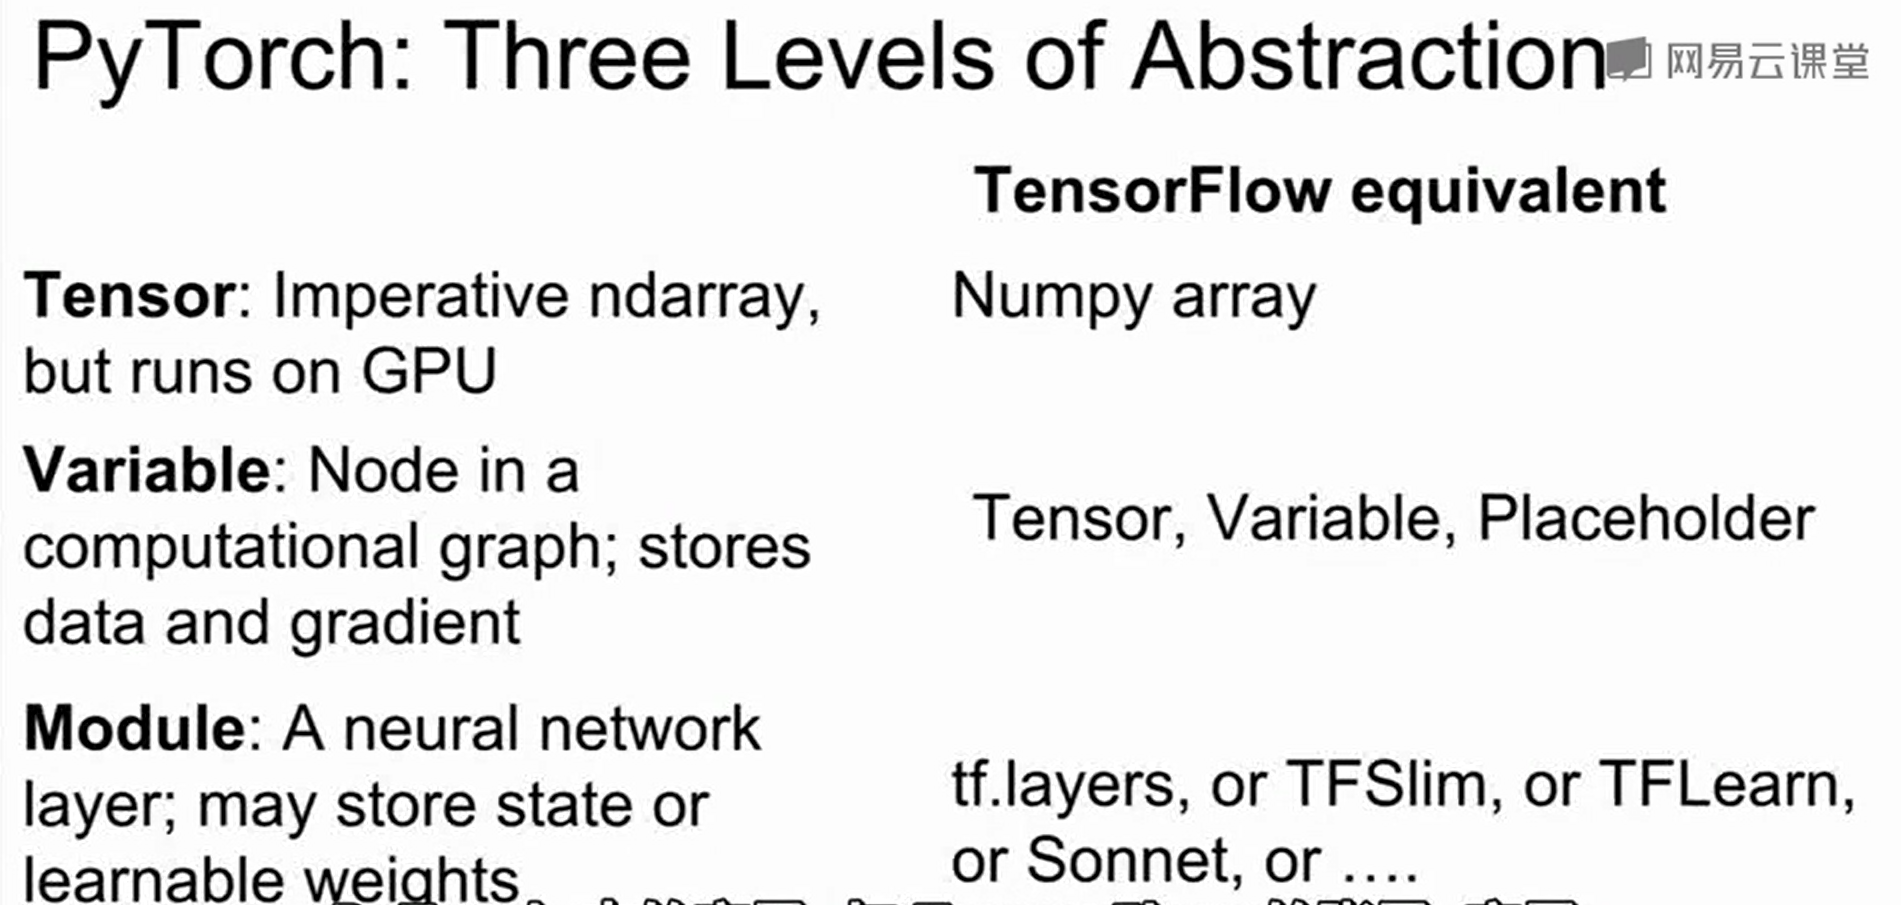 PyTorch: Three Levels of Abstraction
网易云课堂
TensorFlow equivalent
Tensor: Imperative ndarray,
but runs on GPU
Numpy array
Variable: Node in a
computational graph; stores
data and gradient
Tensor, Variable, Placeholder
Module: A neural network
layer; may store state or
learnable weights
tf.layers, or TFSlim, or TFLearn,
or Sonnet, or ....